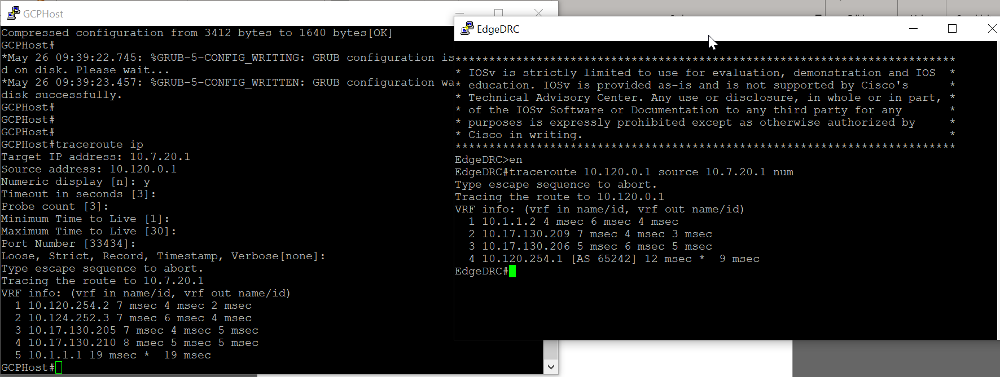 GCPHost
Compressed configuration from 3412 bytes to 1640 bytes[OK]
GCPHost#
*May 26 09:39:22.745: %GRUB-5-CONFIG_WRITING: GRUB configuration is
d on disk. Please wait...
*May 26 09:39:23.457: %GRUB-5-CONFIG_WRITTEN: GRUB configuration wa
disk successfully.
GCPHost#
GCPHost#
GCPHost#
GCPHost#traceroute ip
Target IP address: 10.7.20.1
Source address: 10.120.0.1
Numeric display [n]: y
Timeout in seconds [3]:
Probe count [3]:
Minimum Time to Live [1]:
Maximum Time to Live [30]:
Port Number [33434]:
Loose, Strict, Record, Timestamp, Verbose[none]:
Type escape sequence to abort.
Tracing the route to 10.7.20.1
VRF info: (vrf in name/id, vrf out name/id)
1 10.120.254.2 7 msec 4 msec 2 msec
2 10.124.252.3 7 msec 6 msec 4 msec
3 10.17.130.205 7 msec 4 msec 5 msec
4 10.17.130.210 8 msec 5 msec 5 msec
5 10.1.1.1 19 msec *  19 msec
GCPHost#
EdgeDRC
**************************************************************************
* IOSv is strictly limited to use for evaluation, demonstration and IOS  *
* education. IOSv is provided as-is and is not supported by Cisco's      *
* Technical Advisory Center. Any use or disclosure, in whole or in part, *
* of the IOSv Software or Documentation to any third party for any       *
* purposes is expressly prohibited except as otherwise authorized by     *
* Cisco in writing.                                                      *
**************************************************************************
EdgeDRC>en
EdgeDRC#traceroute 10.120.0.1 source 10.7.20.1 num
Type escape sequence to abort.
Tracing the route to 10.120.0.1
VRF info: (vrf in name/id, vrf out name/id)
1 10.1.1.2 4 msec 6 msec 4 msec
2 10.17.130.209 7 msec 4 msec 3 msec
3 10.17.130.206 5 msec 6 msec 5 msec
4 10.120.254.1 [AS 65242] 12 msec *  9 msec
EdgeDRC#